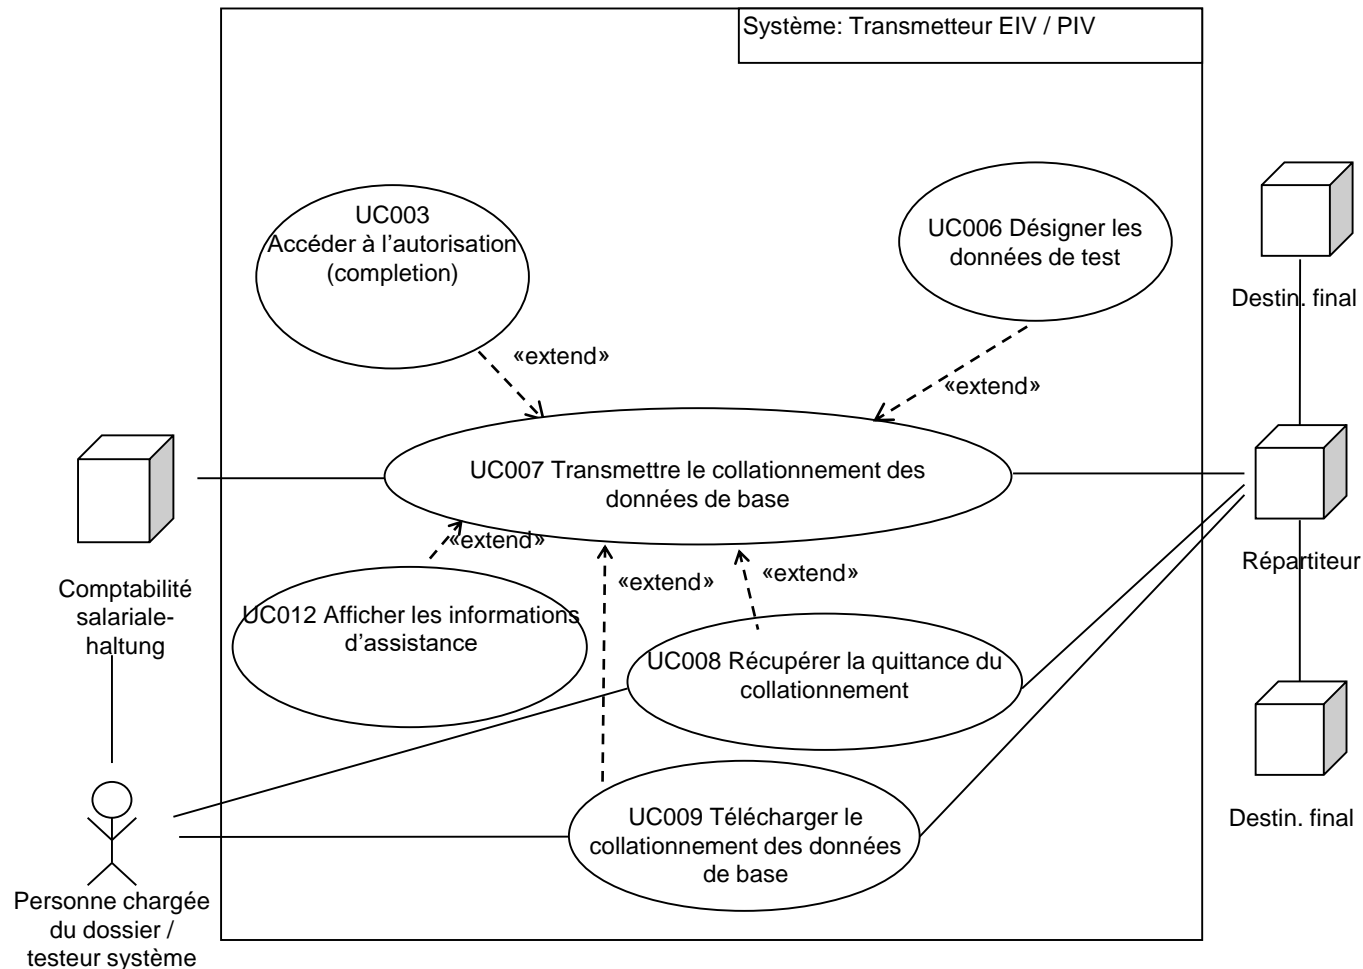 Système: Transmetteur EIV / PIV
UC003
Accéder à l'autorisation
(completion)
UC006 Désigner les
données de test
Destin. final
«extend»
«extend»
UC007 Transmettre le collationnement des
données de base
Comptabilité
salariale-
haltung
Répartiteur
«extend»
«extend»
«extend»
UC012 Afficher les informations
d'assistance
UC008 Récupérer la quittance du
collationnement
UC009 Télécharger le
collationnement des données
de base
Destin. final
Personne chargée
du dossier /
testeur système